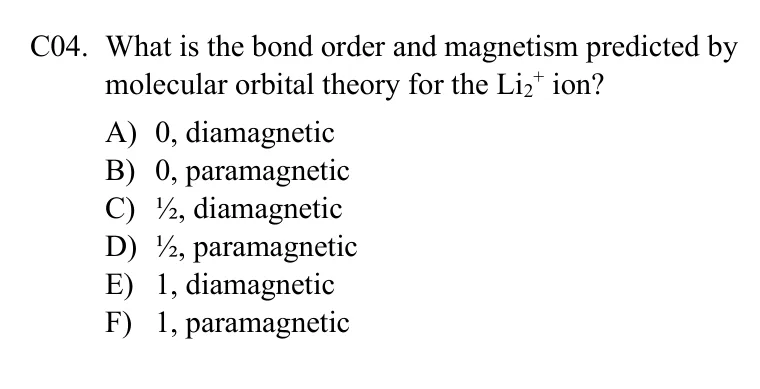 C04. What is the bond order and magnetism predicted by
molecular orbital theory for the Li₂⁺ ion?
A) 0, diamagnetic
B) 0, paramagnetic
C) ½, diamagnetic
D) ½, paramagnetic
E) 1, diamagnetic
F) 1, paramagnetic